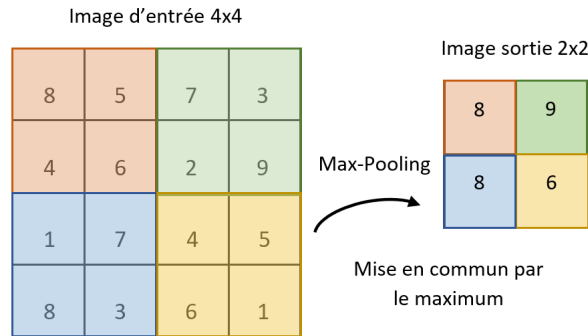 Image d'entrée 4x4
8 5 7 3
4 6 2 9
1 7 4 5
8 3 6 1
Max-Pooling
Mise en commun par
le maximum
Image sortie 2x2
8 9
8 6